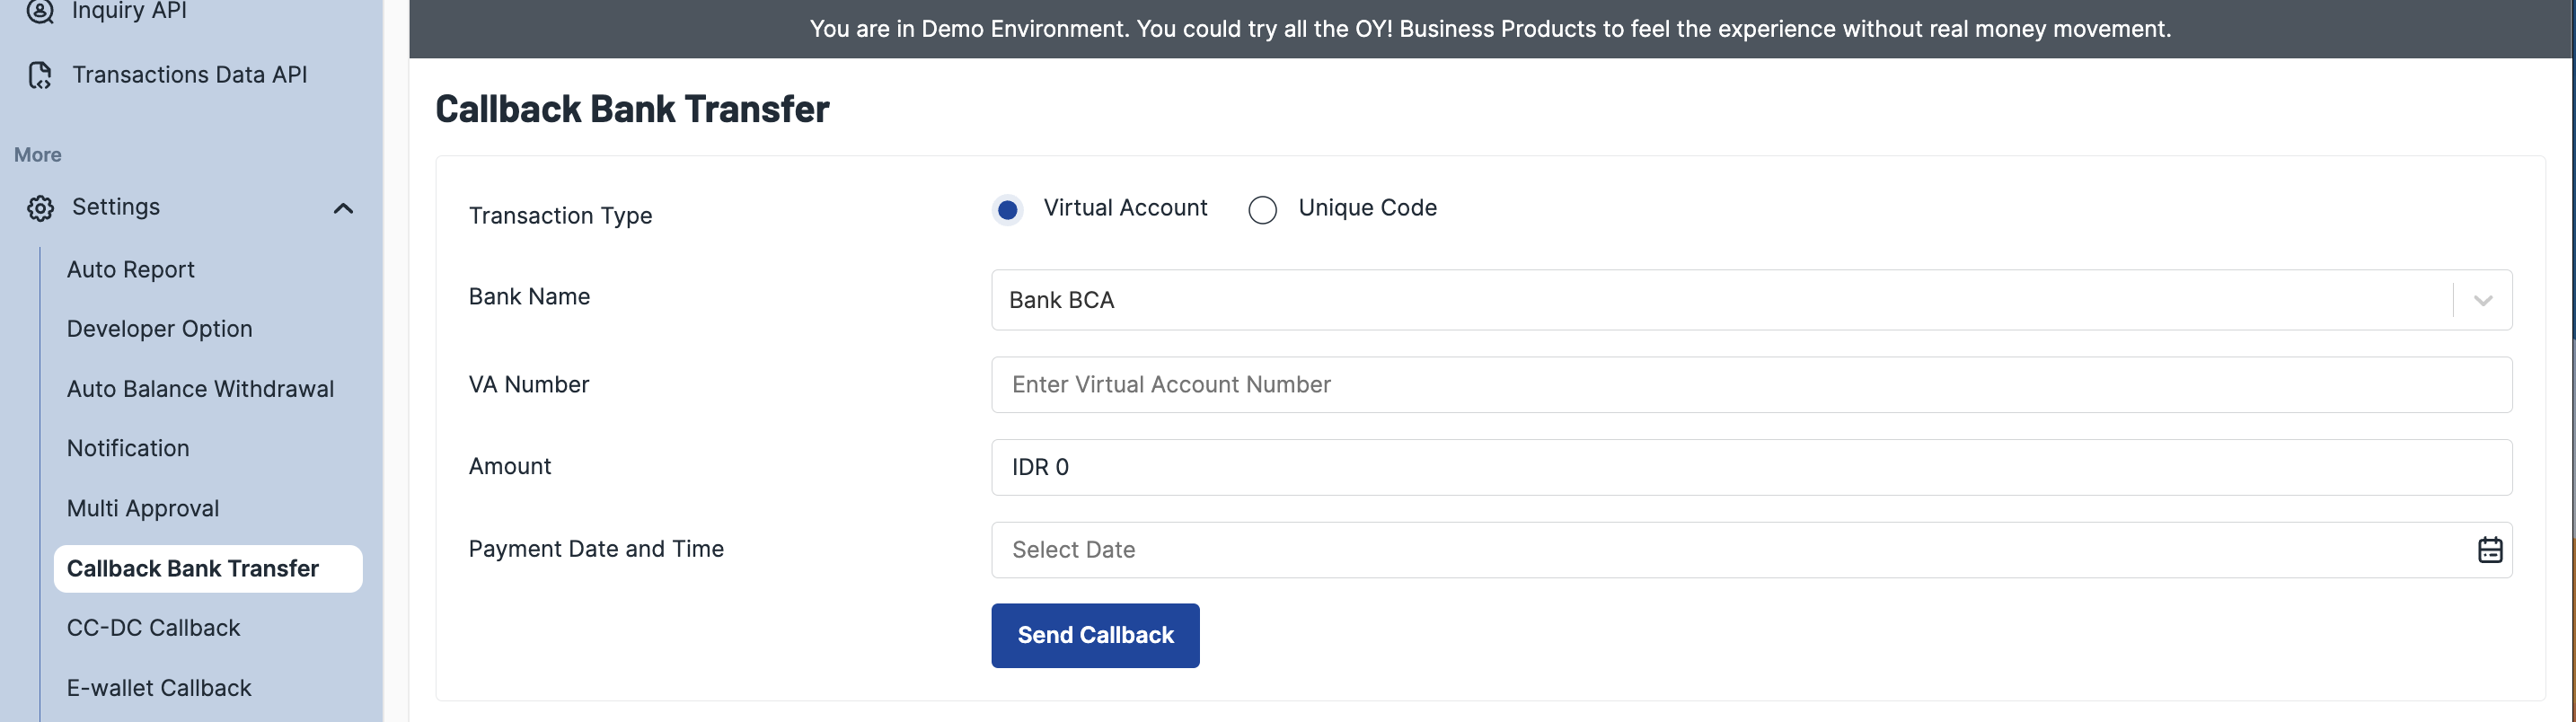 Inquiry API
Transactions Data API
More
Settings
Auto Report
Developer Option
Auto Balance Withdrawal
Notification
Multi Approval
Callback Bank Transfer
CC-DC Callback
E-wallet Callback
You are in Demo Environment. You could try all the OY! Business Products to feel the experience without real money movement.
Callback Bank Transfer
Transaction Type
Virtual Account
Unique Code
Bank Name
Bank BCA
VA Number
Enter Virtual Account Number
Amount
IDR 0
Payment Date and Time
Select Date
Send Callback